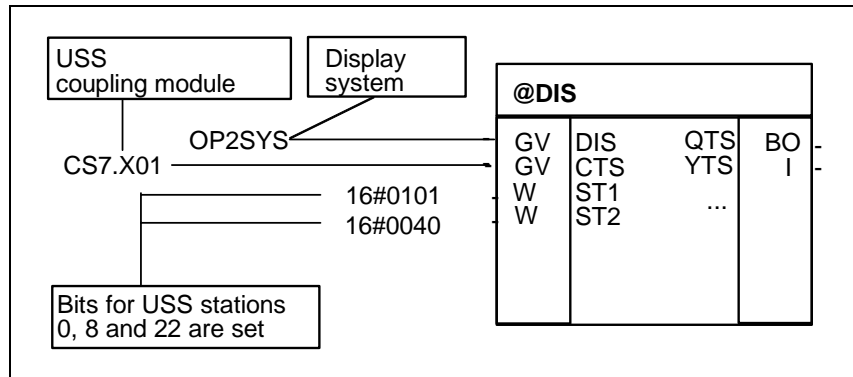 USS
coupling module
Display
system
@DIS
OP2SYS
GV DIS QTS BO
CS7.X01
GV CTS YTS I
16#0101
W ST1
16#0040
W ST2 ...
Bits for USS stations
0, 8 and 22 are set